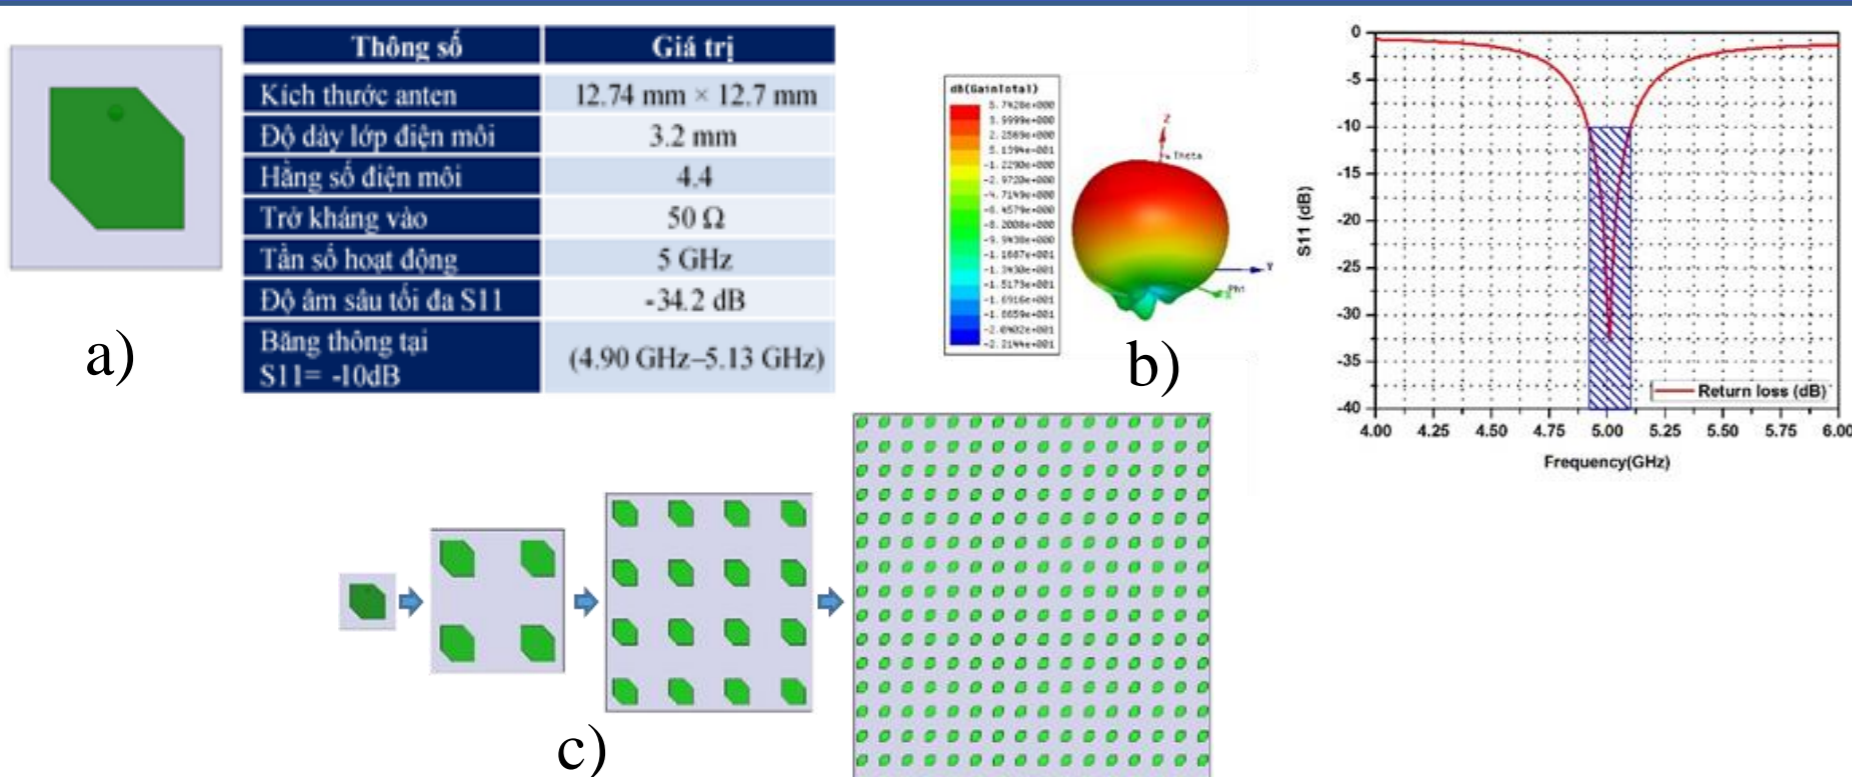 Thông số Giá trị
Kích thước anten 12.74 mm × 12.7 mm
Độ dày lớp điện môi 3.2 mm
Hằng số điện môi 4.4
Trở kháng vào 50 Ω
Tần số hoạt động 5 GHz
Độ âm sâu tối đa S11 -34.2 dB
Băng thông tại
S11= -10dB
(4.90 GHz–5.13 GHz)
a)
dB(GainTotal)
Z
Theta
Y
Phi
b)
0
-5
-10
-15
-20
-25
-30
-35
-40
S11 (dB)
Return loss (dB)
4.00 4.25 4.50 4.75 5.00 5.25 5.50 5.75 6.00
Frequency(GHz)
c)